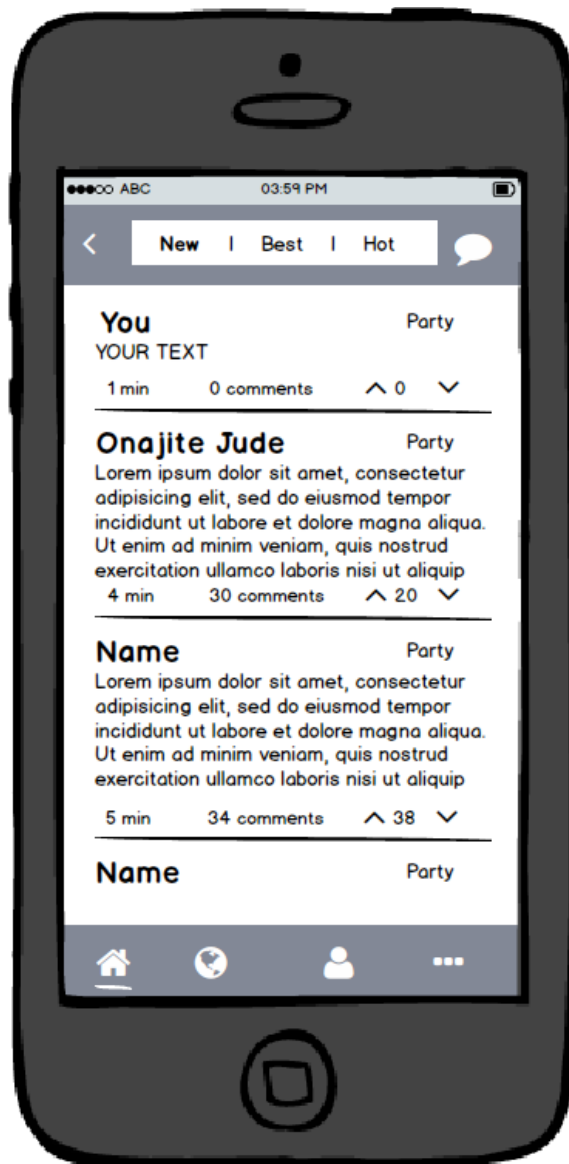 ABC 03:59 PM
New | Best | Hot
You Party
YOUR TEXT
1 min 0 comments 0
Onajite Jude Party
Lorem ipsum dolor sit amet, consectetur
adipisicing elit, sed do eiusmod tempor
incididunt ut labore et dolore magna aliqua.
Ut enim ad minim veniam, quis nostrud
exercitation ullamco laboris nisi ut aliquip
4 min 30 comments 20
Name Party
Lorem ipsum dolor sit amet, consectetur
adipisicing elit, sed do eiusmod tempor
incididunt ut labore et dolore magna aliqua.
Ut enim ad minim veniam, quis nostrud
exercitation ullamco laboris nisi ut aliquip
5 min 34 comments 38
Name Party